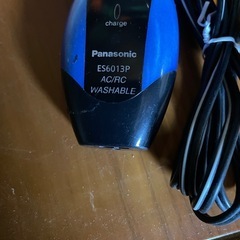 charge
Panasonic
ES6013P
AC/RC
WASHABLE